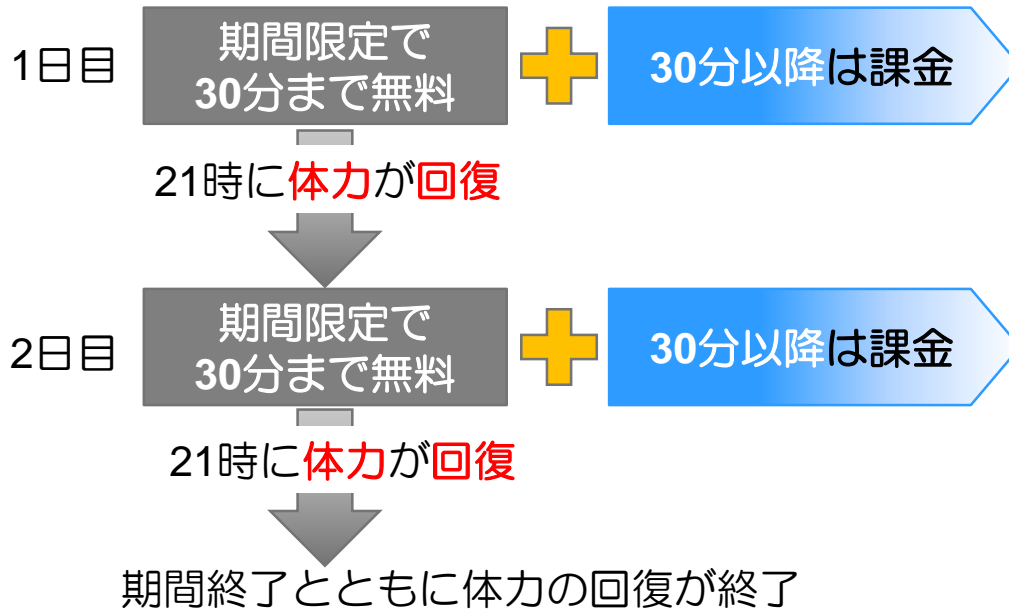 1日目
期間限定で
30分まで無料
30分以降は課金
21時に体力が回復
2日目
期間限定で
30分まで無料
30分以降は課金
21時に体力が回復
期間終了とともに体力の回復が終了